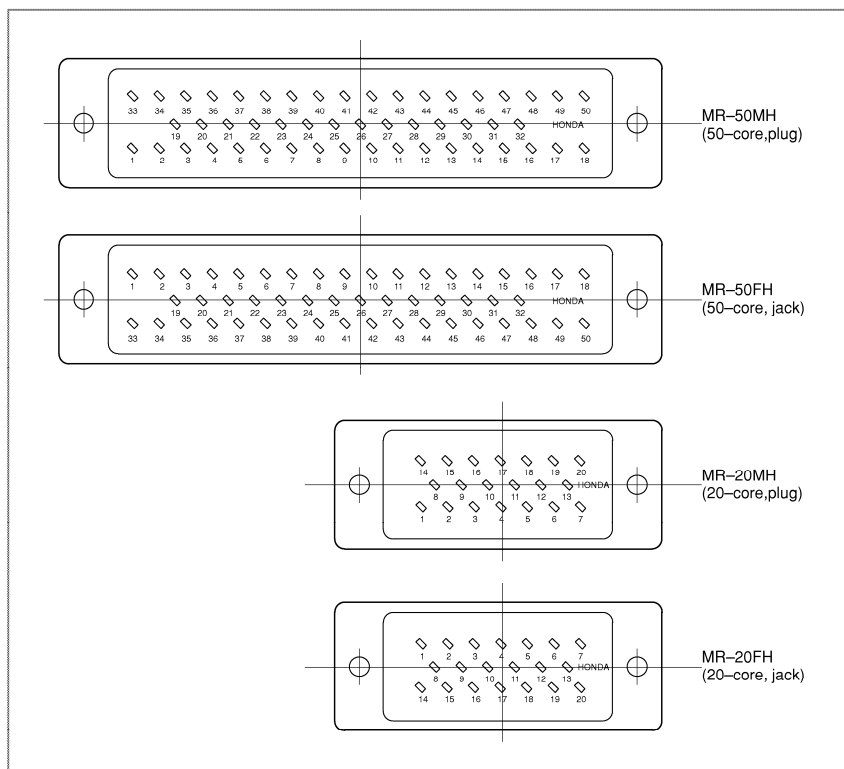 33 34 35 36 37 38 39 40 41 42 43 44 45 46 47 48 49 50
19 20 21 22 23 24 25 26 27 28 29 30 31 32 HONDA
1 2 3 4 5 6 7 8 9 10 11 12 13 14 15 16 17 18
MR–50MH
(50–core,plug)
1 2 3 4 5 6 7 8 9 10 11 12 13 14 15 16 17 18
19 20 21 22 23 24 25 26 27 28 29 30 31 32 HONDA
33 34 35 36 37 38 39 40 41 42 43 44 45 46 47 48 49 50
MR–50FH
(50–core, jack)
14 15 16 17 18 19 20
8 9 10 11 12 13 HONDA
1 2 3 4 5 6 7
MR–20MH
(20–core,plug)
1 2 3 4 5 6 7
8 9 10 11 12 13 HONDA
14 15 16 17 18 19 20
MR–20FH
(20–core, jack)